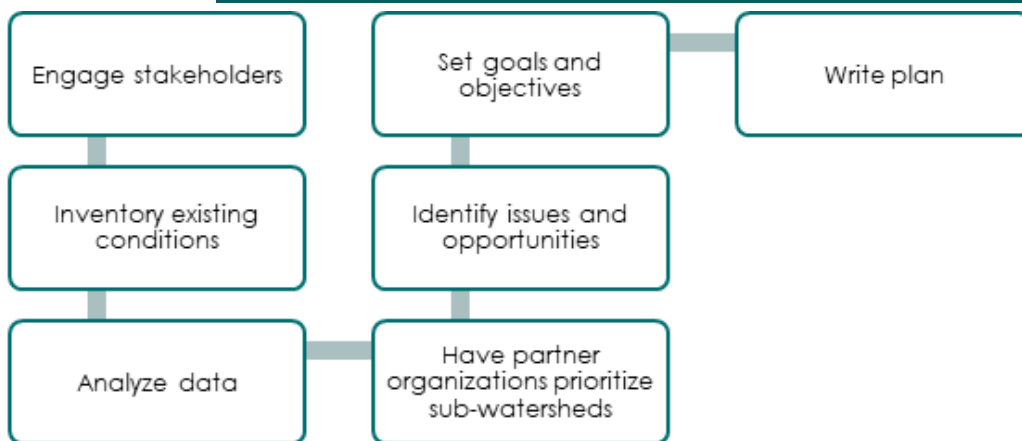 Engage stakeholders
Inventory existing
conditions
Analyze data
Have partner
organizations prioritize
sub-watersheds
Identify issues and
opportunities
Set goals and
objectives
Write plan